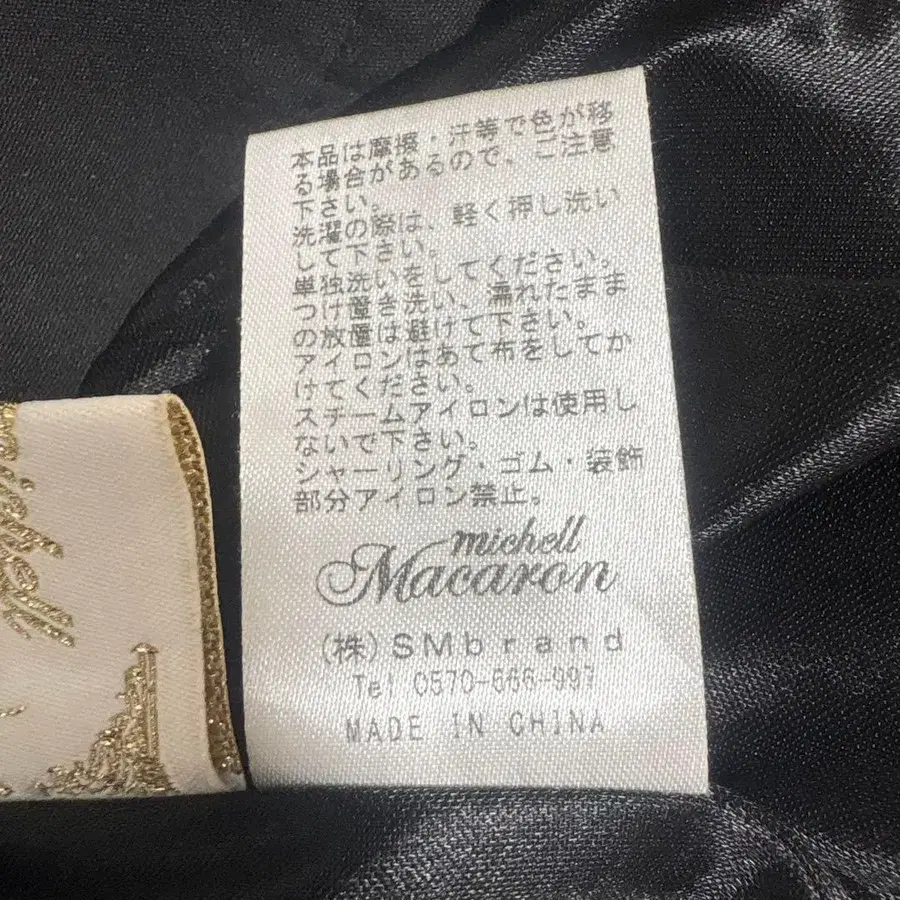 本品は摩擦・汗等で色が移
る場合があるので、ご注意
下さい。
洗濯の際は、軽く押し洗い
して下さい。
単独洗いをしてください。
つけ置き洗い、濡れたまま
の放置は避けて下さい。
アイロンはあて布をしてか
けてください。
スチームアイロンは使用し
ないで下さい。
シャーリング・ゴム・装飾
部分アイロン禁止。
michell
Macaron
(株)SMbrand
Tel 0570-666-997
MADE IN CHINA